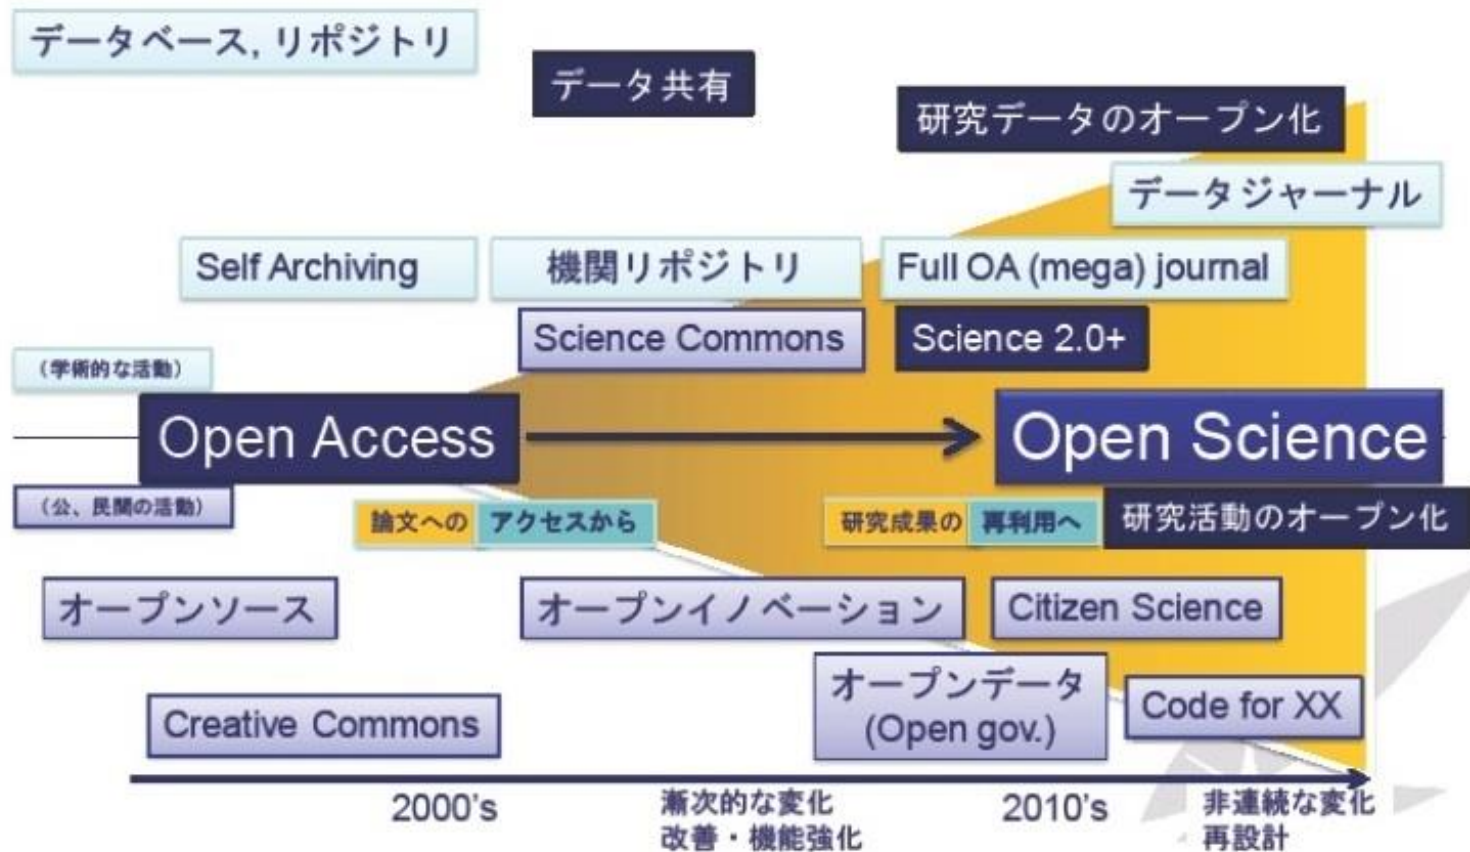 データベース, リポジトリ
データ共有
研究データのオープン化
データジャーナル
Self Archiving
機関リポジトリ
Full OA (mega) journal
Science Commons
Science 2.0+
（学術的な活動）
Open Access
Open Science
（公、民間の活動）
論文への
アクセスから
研究成果の
再利用へ
研究活動のオープン化
オープンソース
オープンイノベーション
Citizen Science
オープンデータ
(Open gov.)
Creative Commons
Code for XX
2000's
漸次的な変化
改善・機能強化
2010's
非連続な変化
再設計